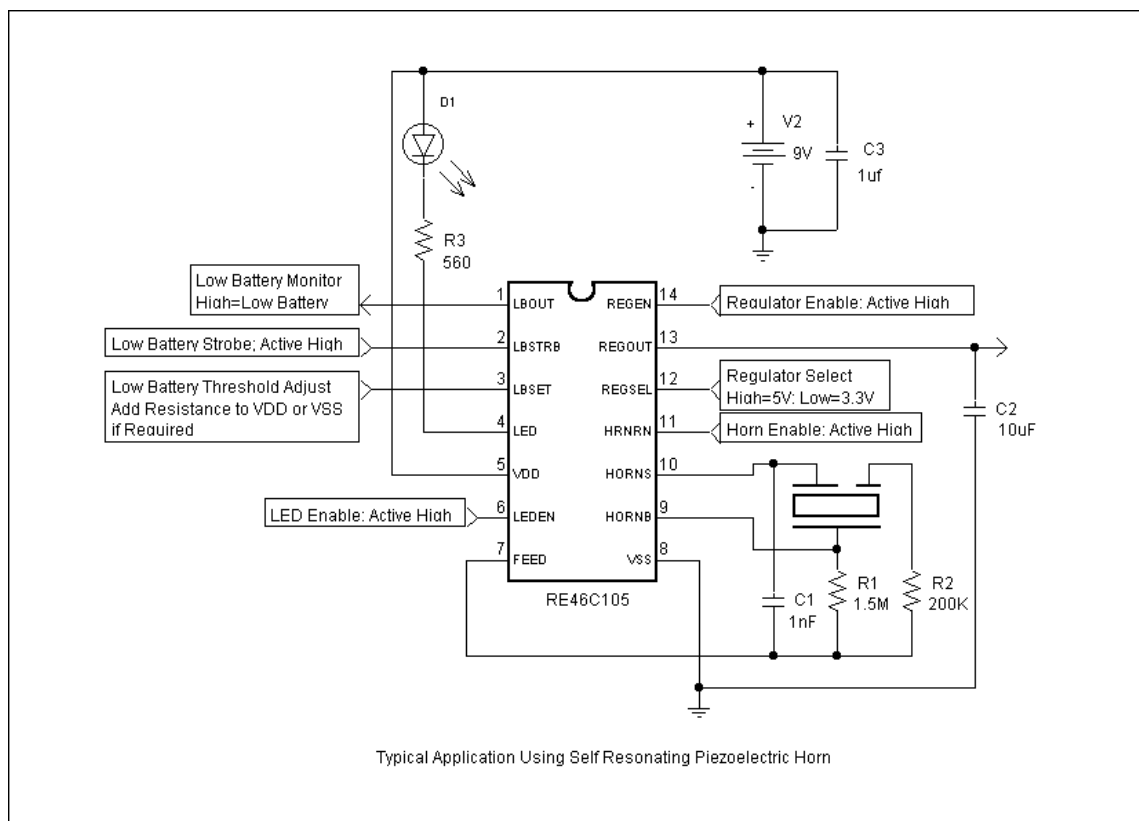 D1
+
V2
9V
-
C3
1uf
R3
560
Low Battery Monitor
High=Low Battery
Low Battery Strobe; Active High
Low Battery Threshold Adjust
Add Resistance to VDD or VSS
if Required
LED Enable: Active High
1
LBOUT
2
LBSTRB
3
LBSET
4
LED
5
VDD
6
LEDEN
7
FEED
REGEN
14
REGOUT
13
REGSEL
12
HRNRN
11
HORNS
10
HORNB
9
VSS
8
RE46C105
Regulator Enable: Active High
Regulator Select
High=5V: Low=3.3V
Horn Enable: Active High
C2
10uF
C1
1nF
R1
1.5M
R2
200K
Typical Application Using Self Resonating Piezoelectric Horn